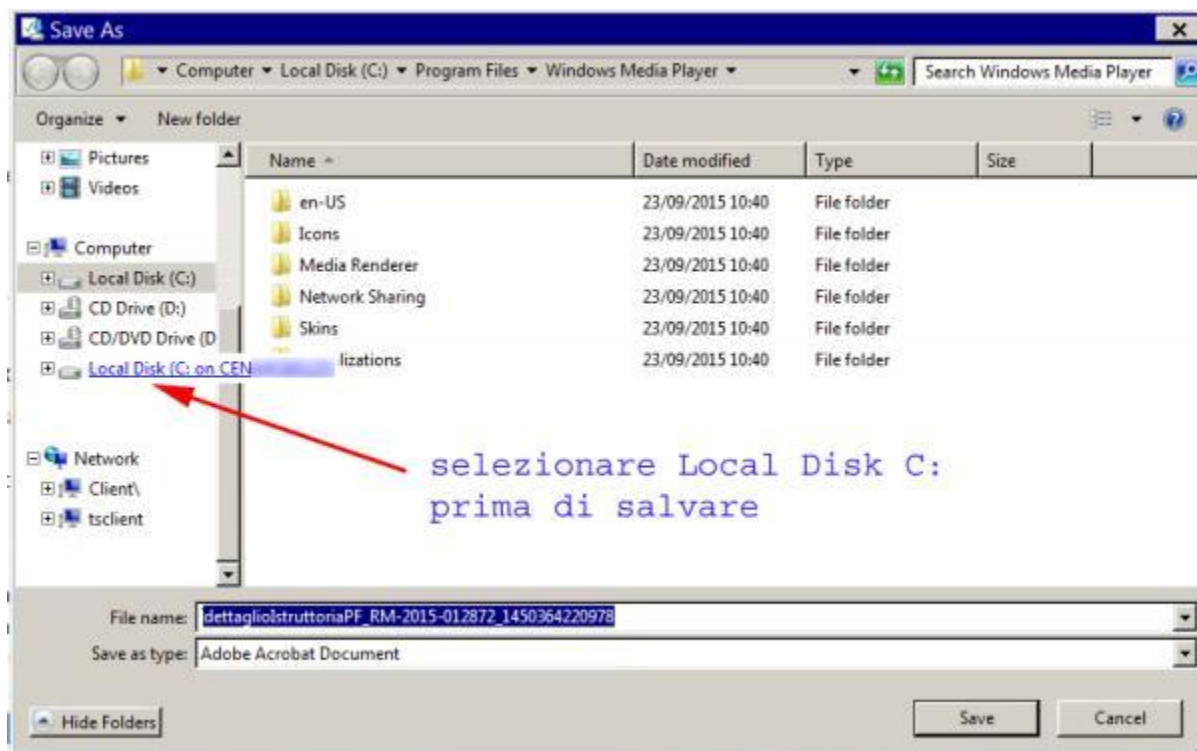 Save As
Computer Local Disk (C:) Program Files Windows Media Player
Search Windows Media Player
Organize New folder
Pictures
Videos
Computer
Local Disk (C:)
CD Drive (D:)
CD/DVD Drive (D
Local Disk (C: on CEN
Network
Client\
tsclient
Name Date modified Type Size
en-US 23/09/2015 10:40 File folder
Icons 23/09/2015 10:40 File folder
Media Renderer 23/09/2015 10:40 File folder
Network Sharing 23/09/2015 10:40 File folder
Skins 23/09/2015 10:40 File folder
lizations 23/09/2015 10:40 File folder
selezionare Local Disk C:
prima di salvare
File name: dettaglioIstruttoriaPF_RM-2015-012872_1450364220978
Save as type: Adobe Acrobat Document
Hide Folders Save Cancel